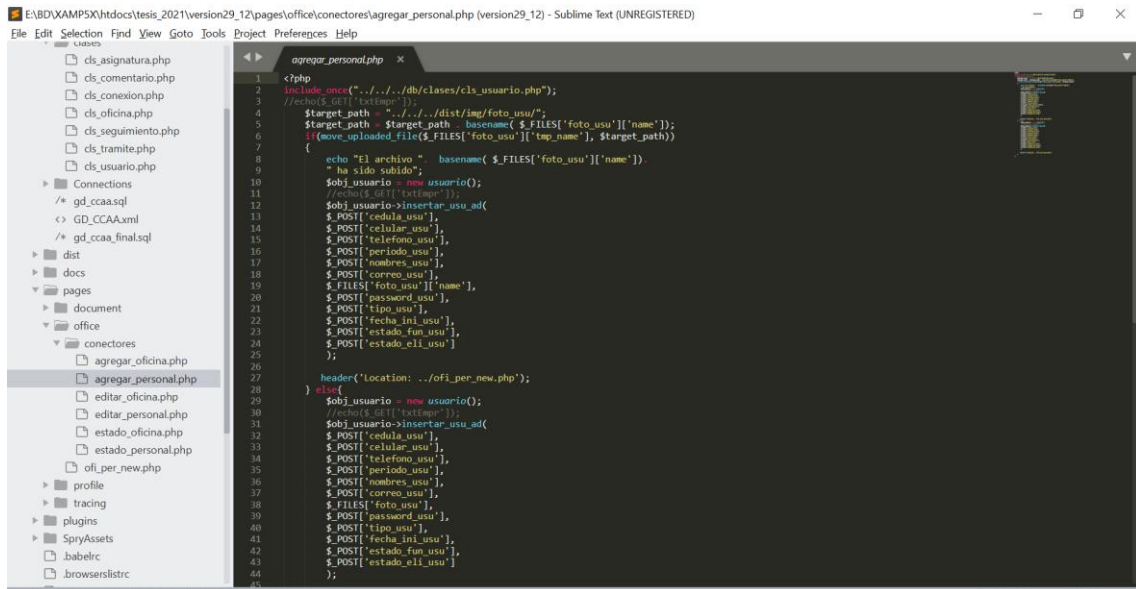 E:\BD\XAMP5X\htdocs\tesis_2021\version29_12\pages\office\conectores\agregar_personal.php (version29_12) - Sublime Text (UNREGISTERED)
File Edit Selection Find View Goto Tools Project Preferences Help
clases
cls_asignatura.php
cls_comentario.php
cls_conexion.php
cls_oficina.php
cls_seguimiento.php
cls_tramite.php
cls_usuario.php
Connections
/* gd_ccaa.sql
<> GD_CCAA.xml
/* gd_ccaa_final.sql
dist
docs
pages
document
office
conectores
agregar_oficina.php
agregar_personal.php
editar_oficina.php
editar_personal.php
estado_oficina.php
estado_personal.php
ofi_per_new.php
profile
tracing
plugins
SpryAssets
.babelrc
.browserslistrc
agregar_personal.php ×
1 <?php
2 include_once("../../../db/clases/cls_usuario.php");
3 //echo($_GET['txtEmpr']);
4 $target_path = "../../../dist/img/foto_usu/";
5 $target_path = $target_path . basename( $_FILES['foto_usu']['name']);
6 if(move_uploaded_file($_FILES['foto_usu']['tmp_name'], $target_path))
7 {
8 echo "El archivo ". basename( $_FILES['foto_usu']['name']).
9 " ha sido subido";
10 $obj_usuario = new usuario();
11 //echo($_GET['txtEmpr']);
12 $obj_usuario->insertar_usu_ad(
13 $_POST['cedula_usu'],
14 $_POST['celular_usu'],
15 $_POST['telefono_usu'],
16 $_POST['periodo_usu'],
17 $_POST['nombres_usu'],
18 $_POST['correo_usu'],
19 $_FILES['foto_usu']['name'],
20 $_POST['password_usu'],
21 $_POST['tipo_usu'],
22 $_POST['fecha_ini_usu'],
23 $_POST['estado_fun_usu'],
24 $_POST['estado_eli_usu']
25 );
26
27 header('Location: ../ofi_per_new.php');
28 } else{
29 $obj_usuario = new usuario();
30 //echo($_GET['txtEmpr']);
31 $obj_usuario->insertar_usu_ad(
32 $_POST['cedula_usu'],
33 $_POST['celular_usu'],
34 $_POST['telefono_usu'],
35 $_POST['periodo_usu'],
36 $_POST['nombres_usu'],
37 $_POST['correo_usu'],
38 $_FILES['foto_usu'],
39 $_POST['password_usu'],
40 $_POST['tipo_usu'],
41 $_POST['fecha_ini_usu'],
42 $_POST['estado_fun_usu'],
43 $_POST['estado_eli_usu']
44 );
45